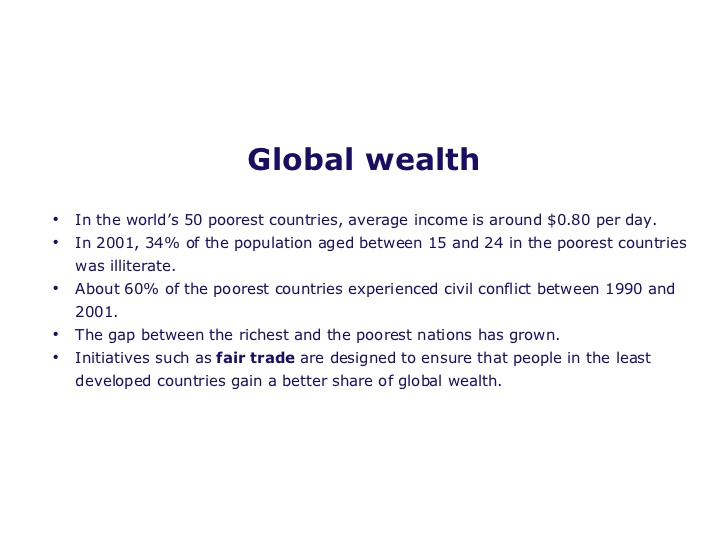 Global wealth
• In the world’s 50 poorest countries, average income is around $0.80 per day.
• In 2001, 34% of the population aged between 15 and 24 in the poorest countries
was illiterate.
• About 60% of the poorest countries experienced civil conflict between 1990 and
2001.
• The gap between the richest and the poorest nations has grown.
• Initiatives such as fair trade are designed to ensure that people in the least
developed countries gain a better share of global wealth.